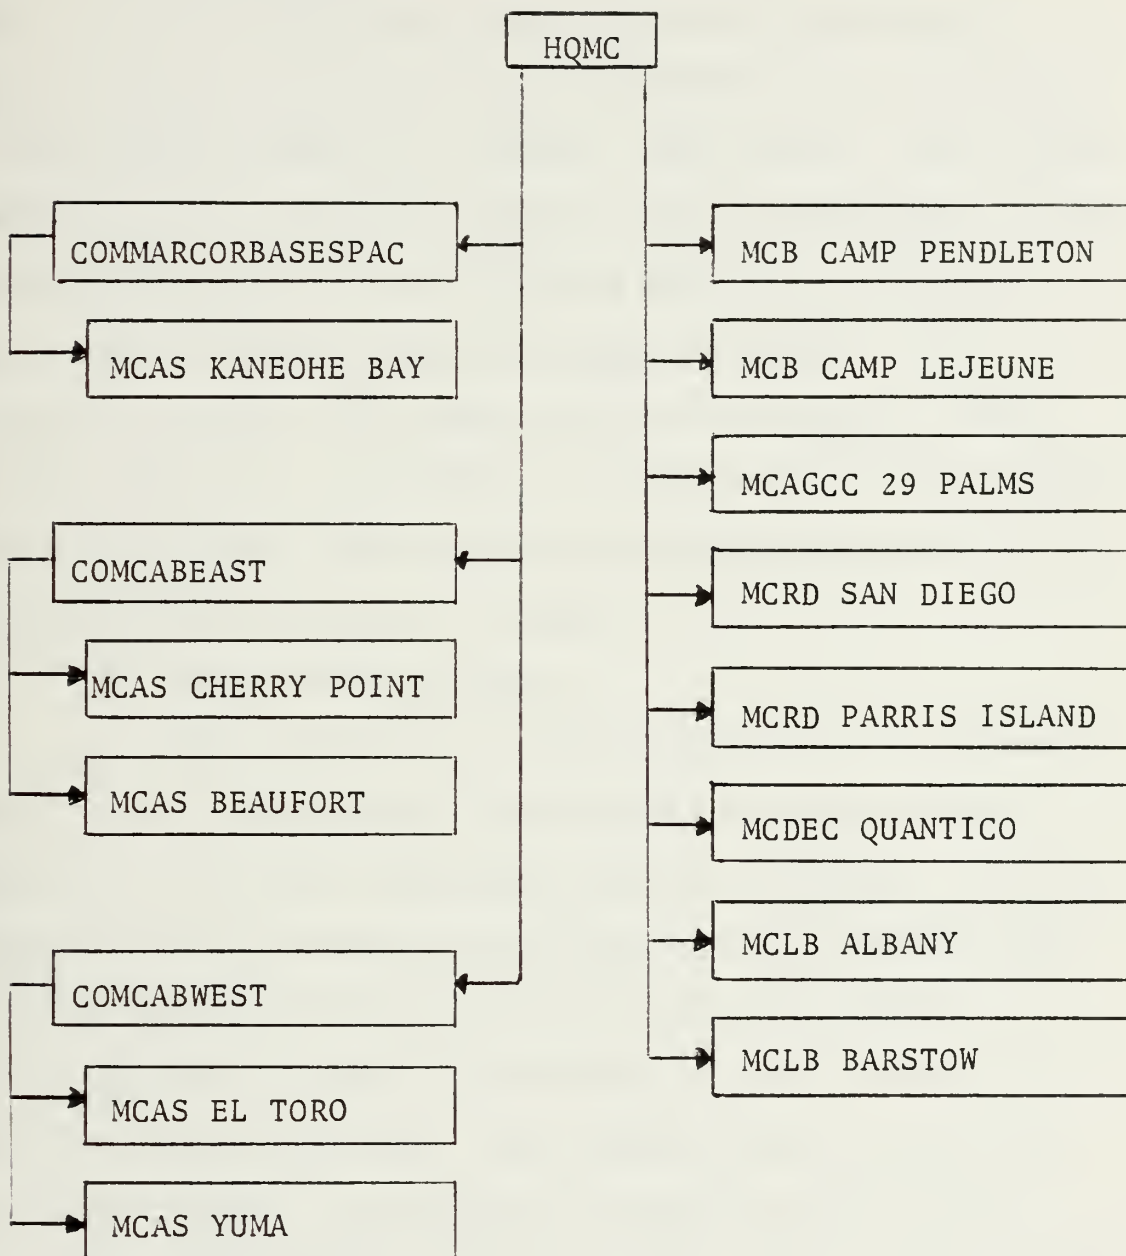 HQMC
COMMARCORBASESPAC
MCAS KANEOHE BAY
COMCABEAST
MCAS CHERRY POINT
MCAS BEAUFORT
COMCABWEST
MCAS EL TORO
MCAS YUMA
MCB CAMP PENDLETON
MCB CAMP LEJEUNE
MCAGCC 29 PALMS
MCRD SAN DIEGO
MCRD PARRIS ISLAND
MCDEC QUANTICO
MCLB ALBANY
MCLB BARSTOW